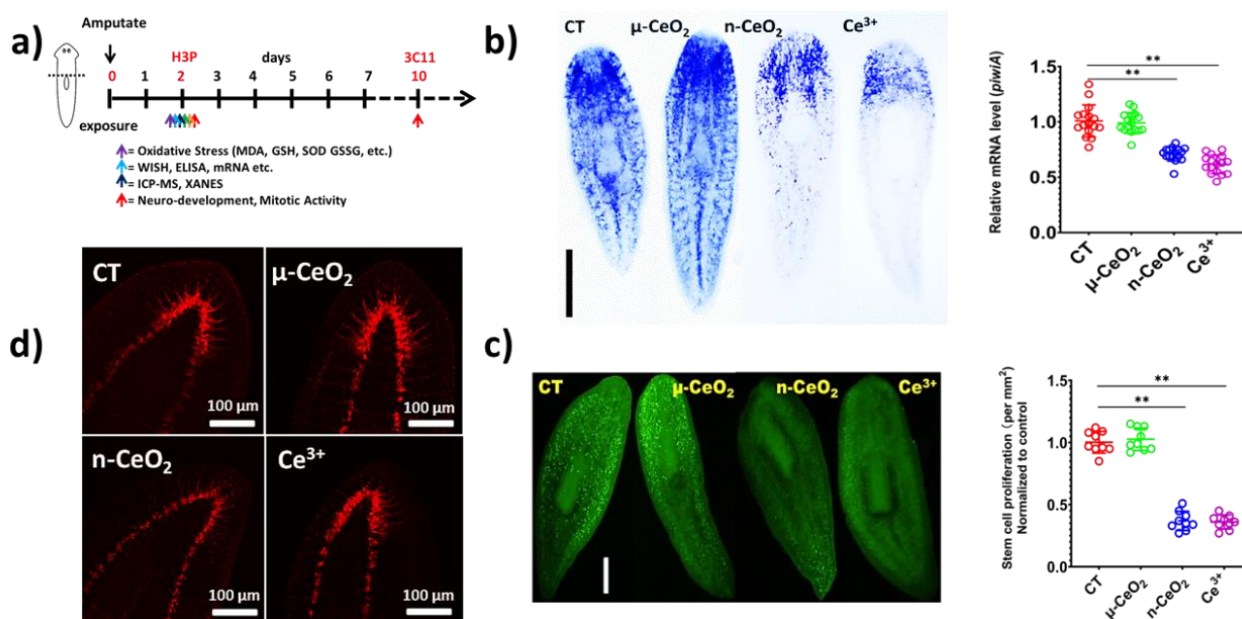 a)
Amputate
H3P
days
3C11
0 1 2 3 4 5 6 7 10
exposure
= Oxidative Stress (MDA, GSH, SOD GSSG, etc.)
= WISH, ELISA, mRNA etc.
= ICP-MS, XANES
= Neuro-development, Mitotic Activity
b)
CT μ-CeO₂ n-CeO₂ Ce³⁺
Relative mRNA level (piwiA)
1.5
1.0
0.5
0.0
**
**
CT
μ-CeO₂
n-CeO₂
Ce³⁺
d)
CT
100 μm
μ-CeO₂
100 μm
n-CeO₂
100 μm
Ce³⁺
100 μm
c)
CT μ-CeO₂ n-CeO₂ Ce³⁺
Stem cell proliferation (per mm²)
Normalized to control
1.5
1.0
0.5
0.0
**
**
CT
μ-CeO₂
n-CeO₂
Ce³⁺